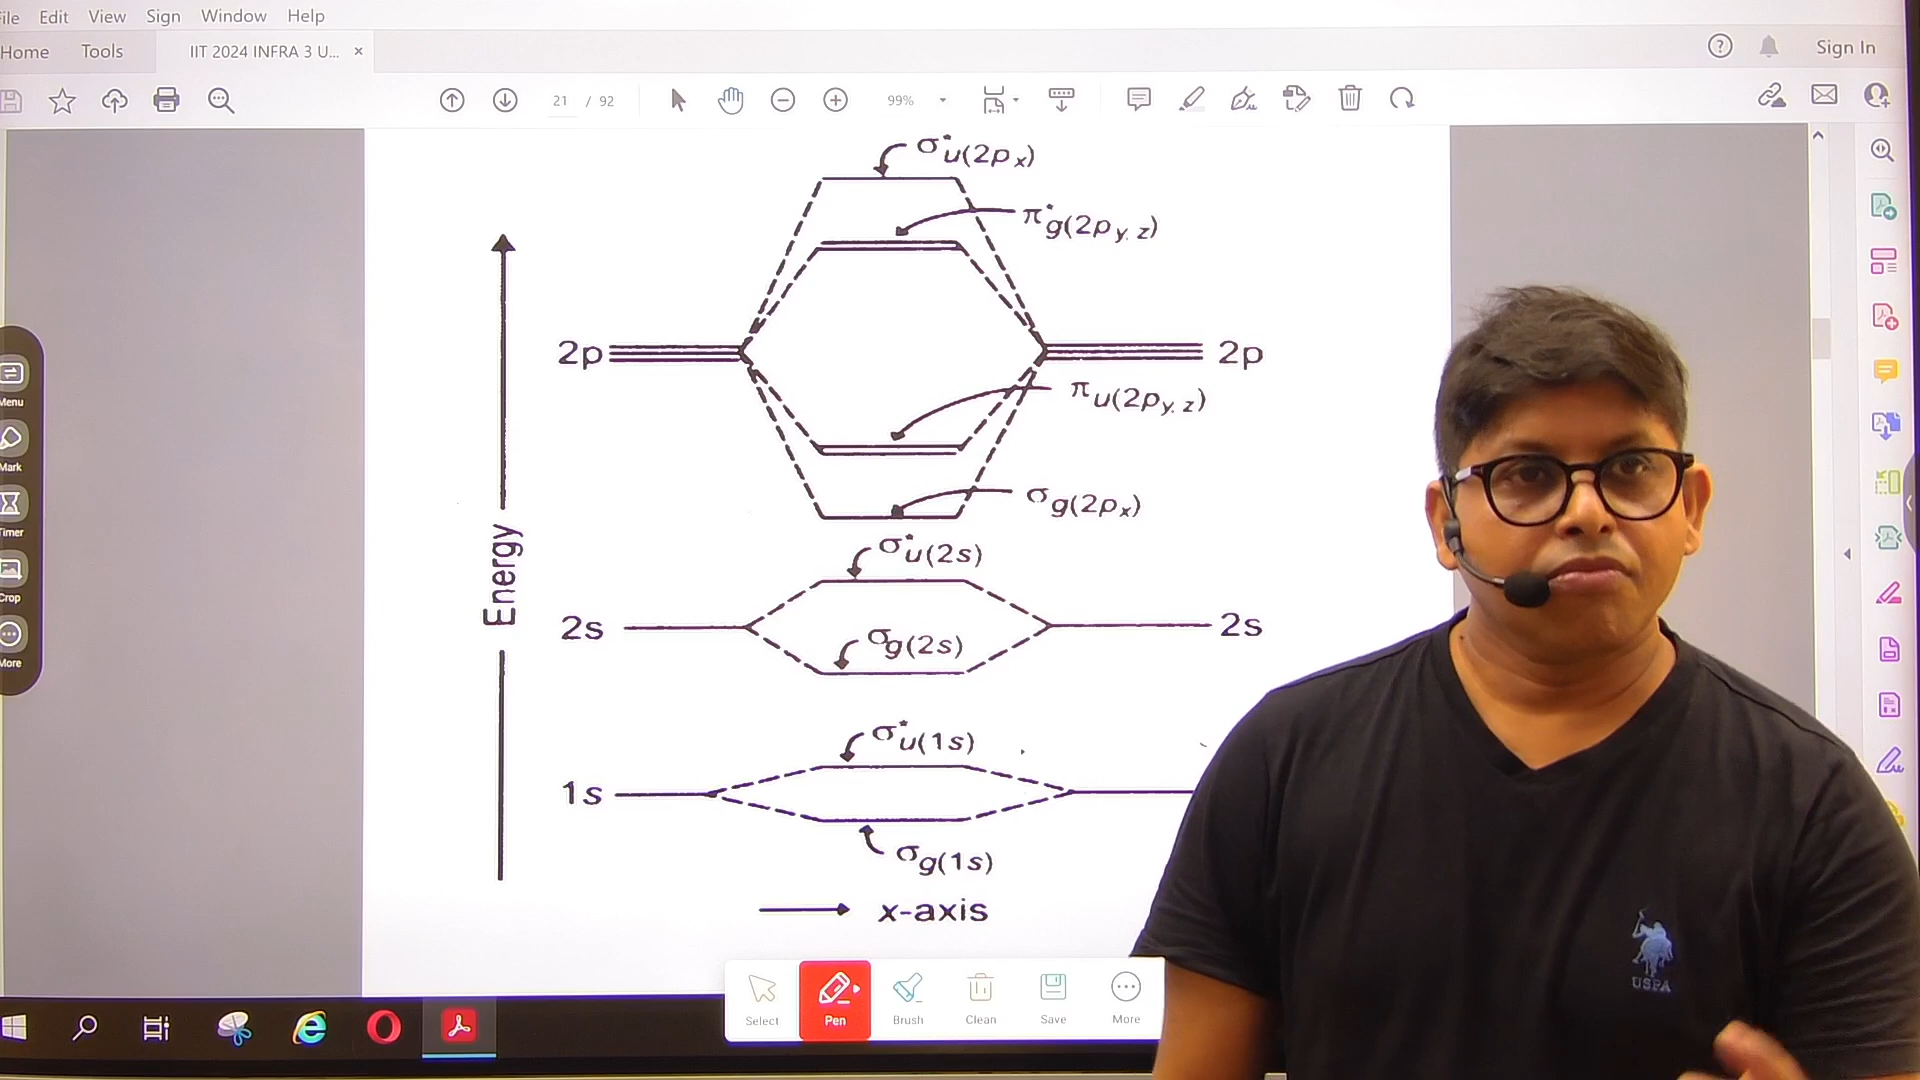 File Edit View Sign Window Help
Home Tools IIT 2024 INFRA 3 U... × Sign In
21 / 92 99%
σ*u(2px)
π*g(2py, z)
2p 2p
πu(2py, z)
σg(2px)
σ*u(2s)
2s 2s
σg(2s)
σ*u(1s)
1s
σg(1s)
Energy
x-axis
Menu
Mark
Timer
Crop
More
Select Pen Brush Clean Save More
USPA